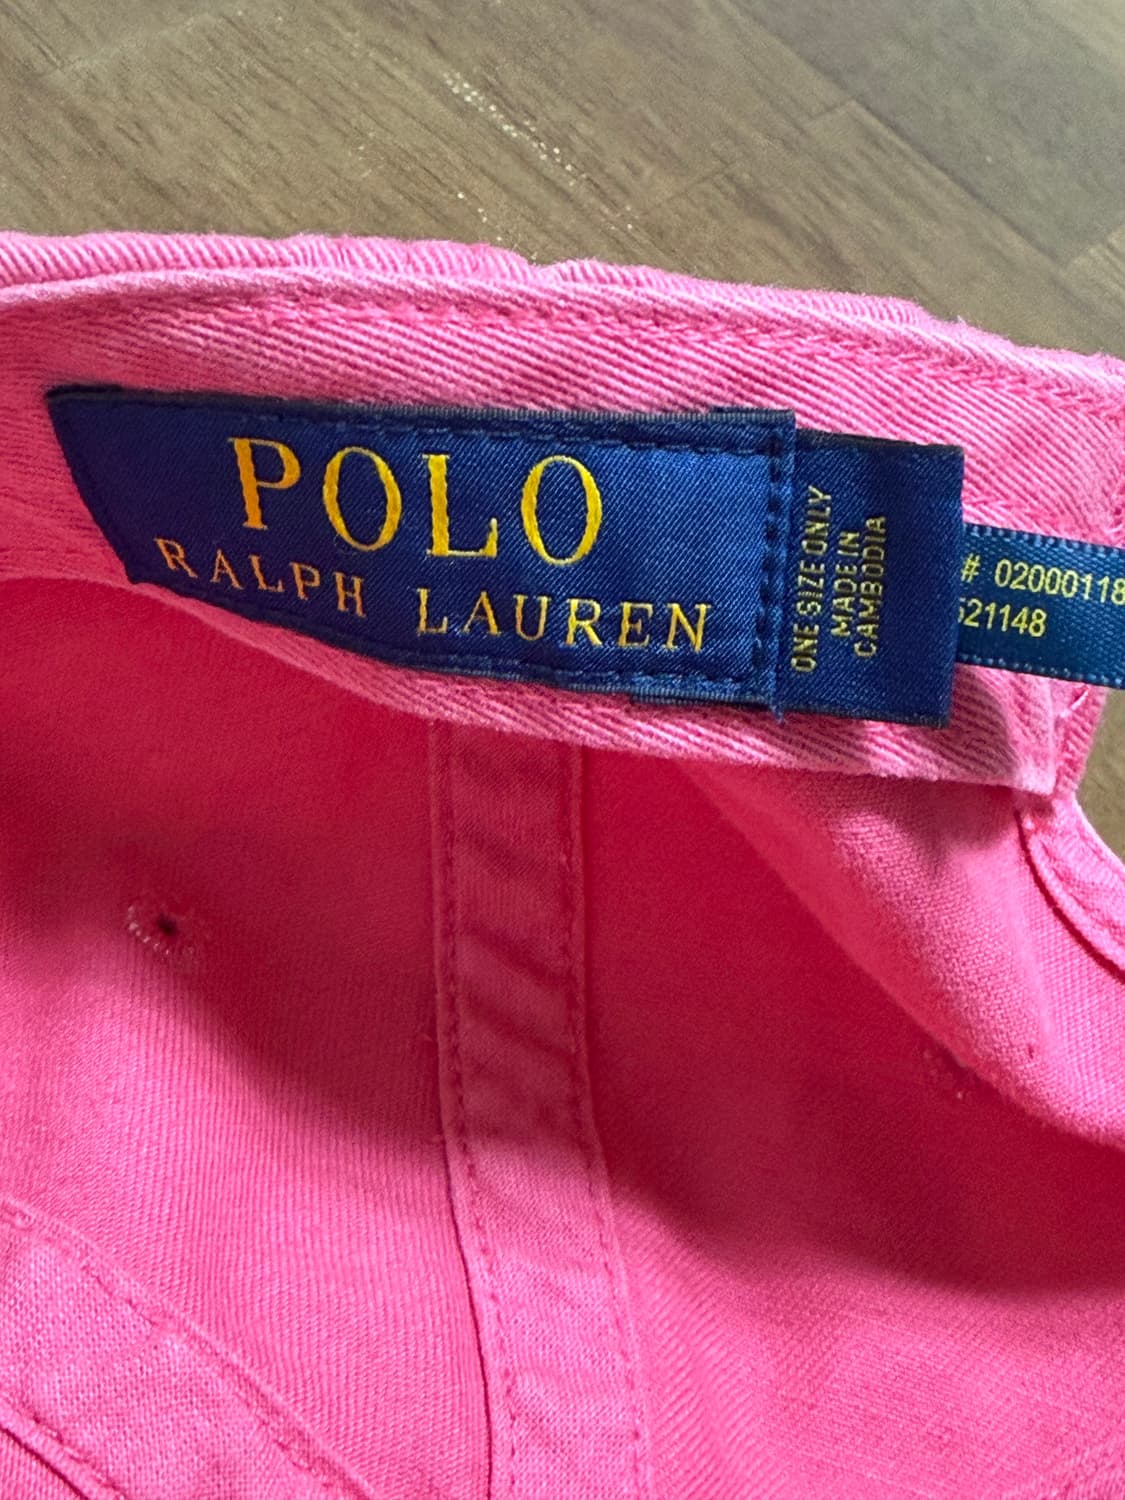 POLO
RALPH LAUREN
ONE SIZE ONLY
MADE IN
CAMBODIA
# 02000118
521148